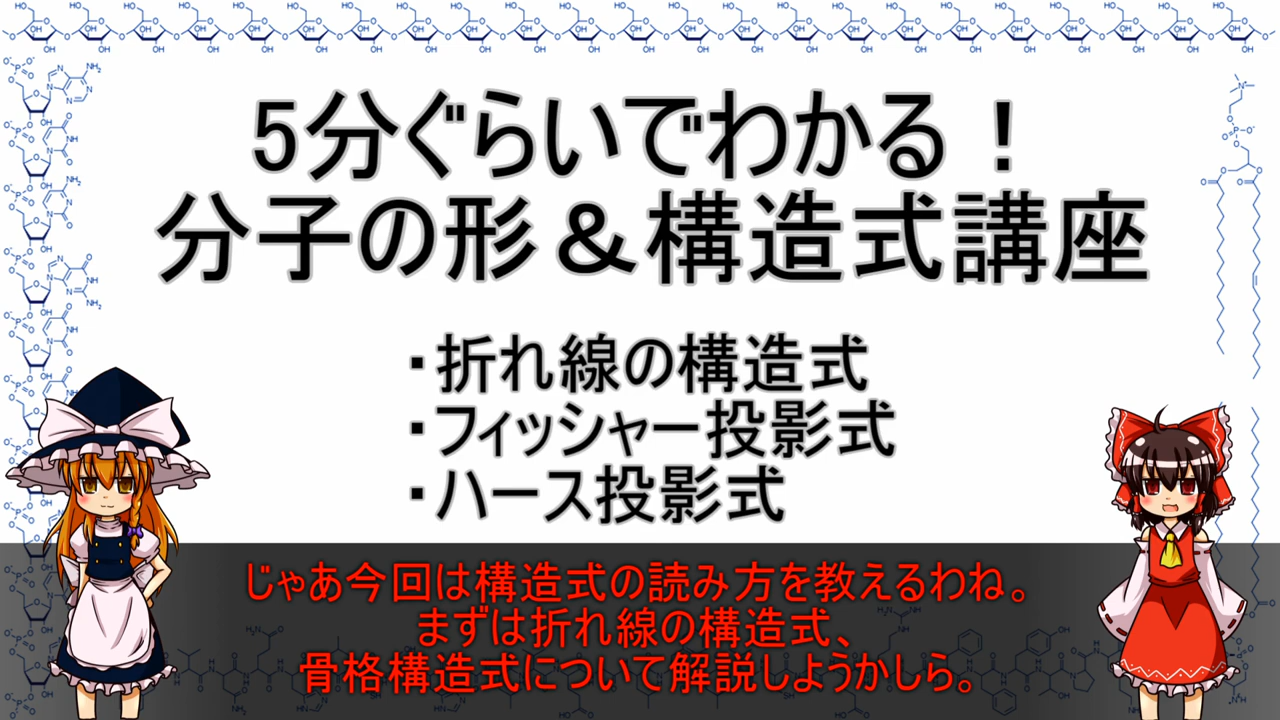 5分ぐらいでわかる！
分子の形＆構造式講座
・折れ線の構造式
・フィッシャー投影式
・ハース投影式
じゃあ今回は構造式の読み方を教えるわね。
まずは折れ線の構造式、
骨格構造式について解説しようかしら。